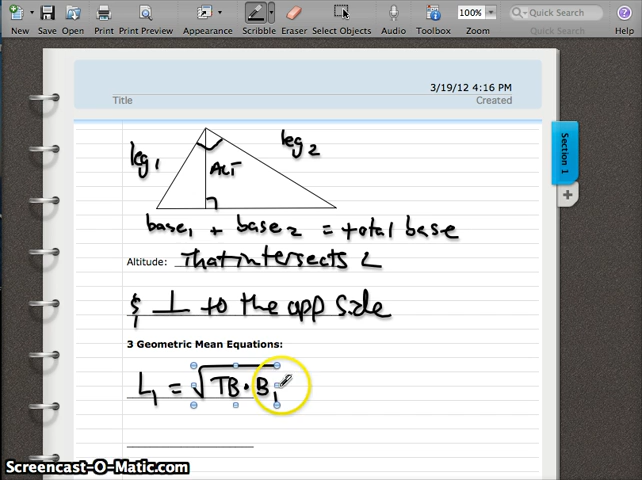 New Open Save Print Print Preview Appearance Scribble Eraser Select Objects Audio Toolbox 100% Zoom Quick Search Quick Search Help
3/19/12 4:16 PM
Title Created
Section 1
leg1 leg2
ALT
base1 + base2 = total base
Altitude: that intersects ∠
& ⊥ to the opp side
3 Geometric Mean Equations:
L1 = √TB · B1
Screencast-O-Matic.com